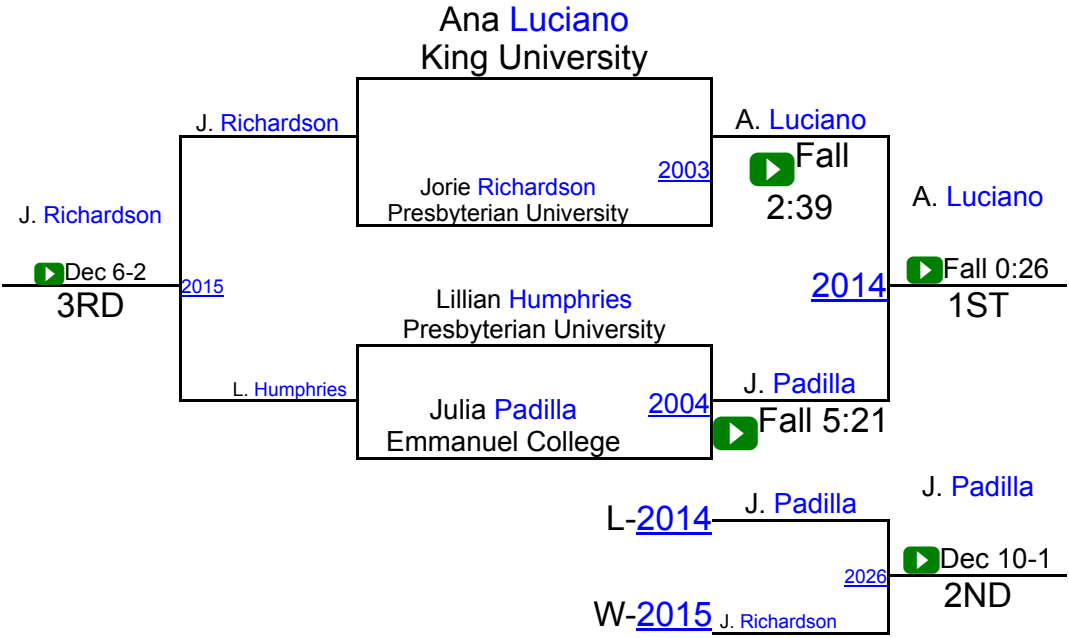 Ana Luciano
King University
J. Richardson
A. Luciano
Fall
2:39
2003
Jorie Richardson
Presbyterian University
J. Richardson
A. Luciano
Dec 6-2
3RD
2015
2014
Fall 0:26
1ST
Lillian Humphries
Presbyterian University
L. Humphries
J. Padilla
2004
Julia Padilla
Emmanuel College
Fall 5:21
L-2014
J. Padilla
J. Padilla
2026
Dec 10-1
2ND
W-2015
J. Richardson